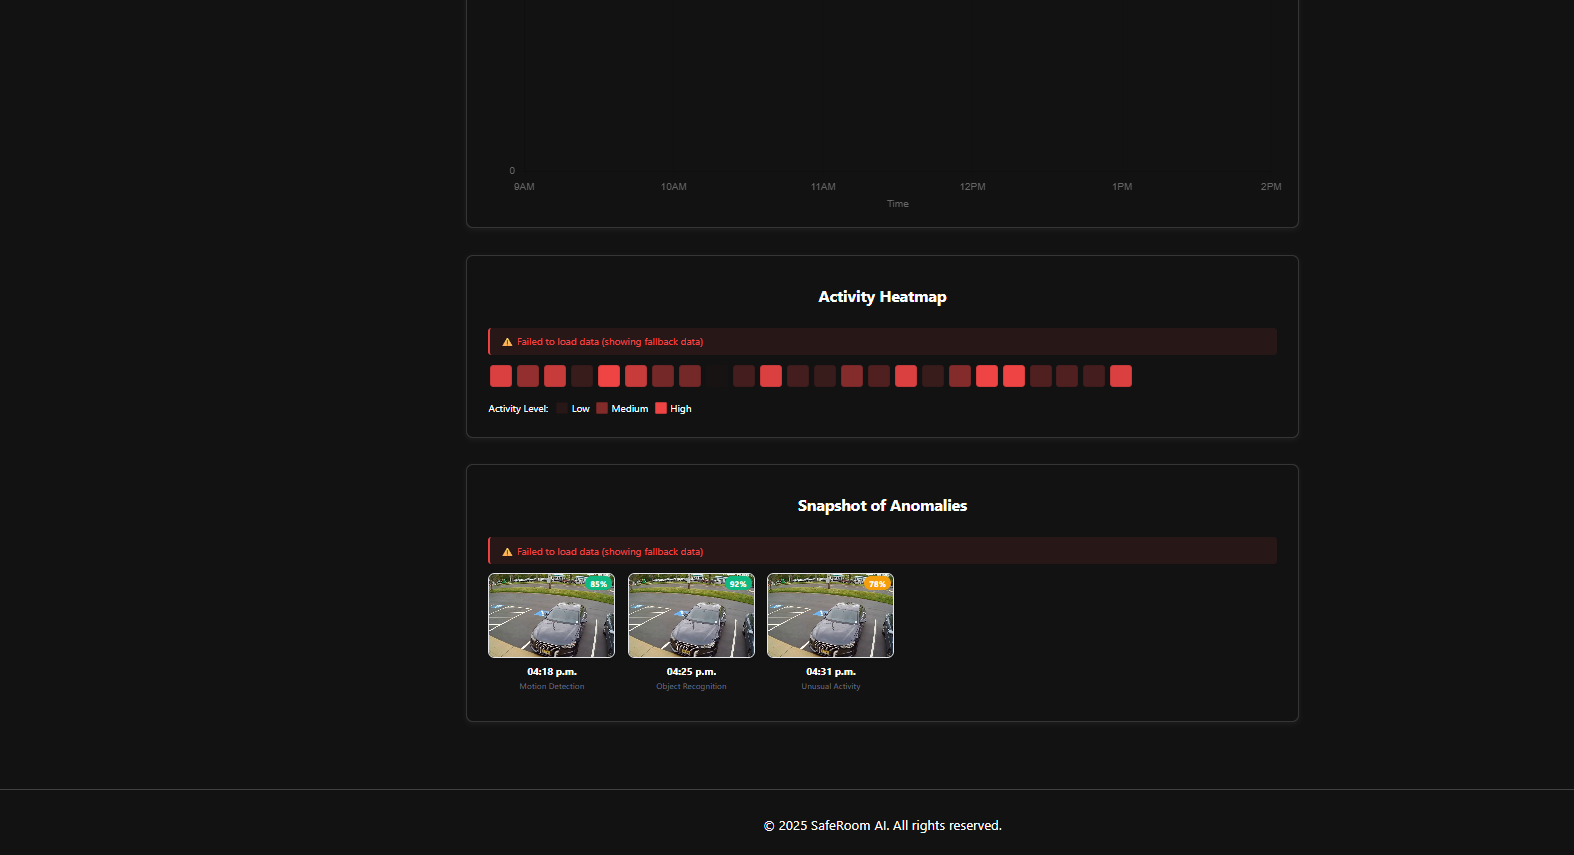 0
9AM 10AM 11AM 12PM 1PM 2PM
Time
Activity Heatmap
Failed to load data (showing fallback data)
Activity Level: Low Medium High
Snapshot of Anomalies
Failed to load data (showing fallback data)
85% 92% 78%
04:18 p.m. 04:25 p.m. 04:31 p.m.
Motion Detection Object Recognition Unusual Activity
© 2025 SafeRoom AI. All rights reserved.